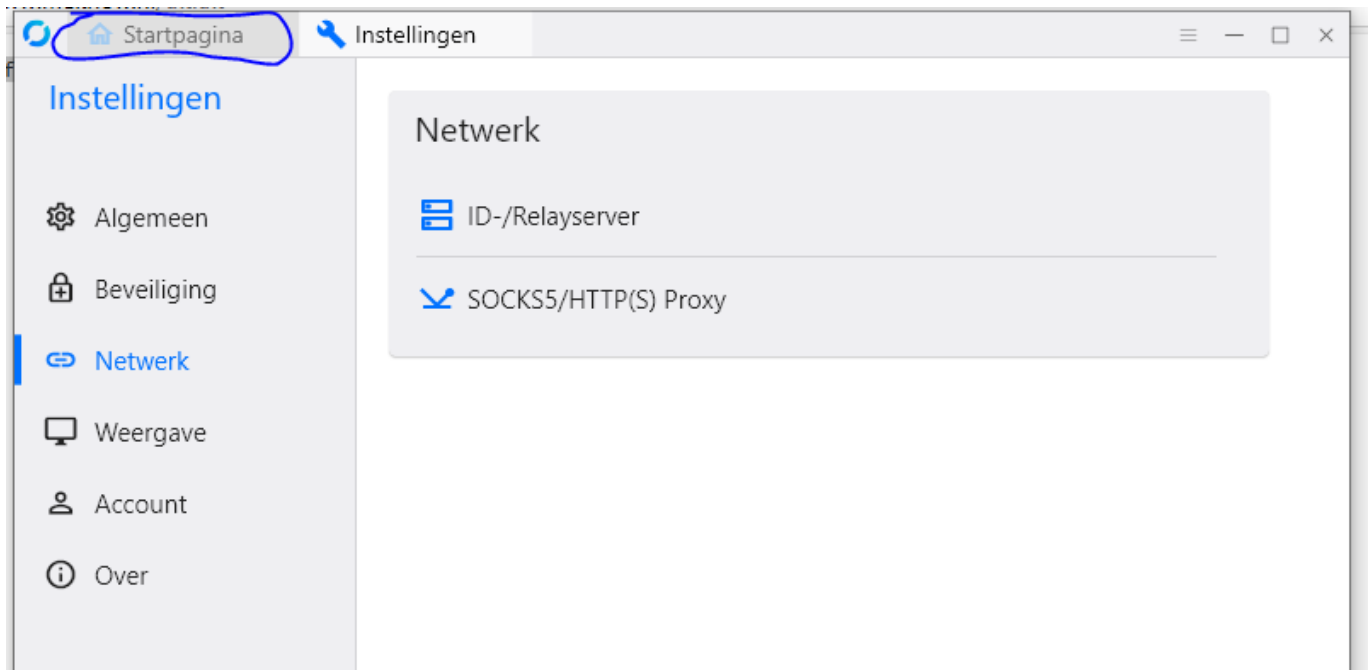 Startpagina
Instellingen
Instellingen
Algemeen
Beveiliging
Netwerk
Weergave
Account
Over
Netwerk
ID-/Relayserver
SOCKS5/HTTP(S) Proxy